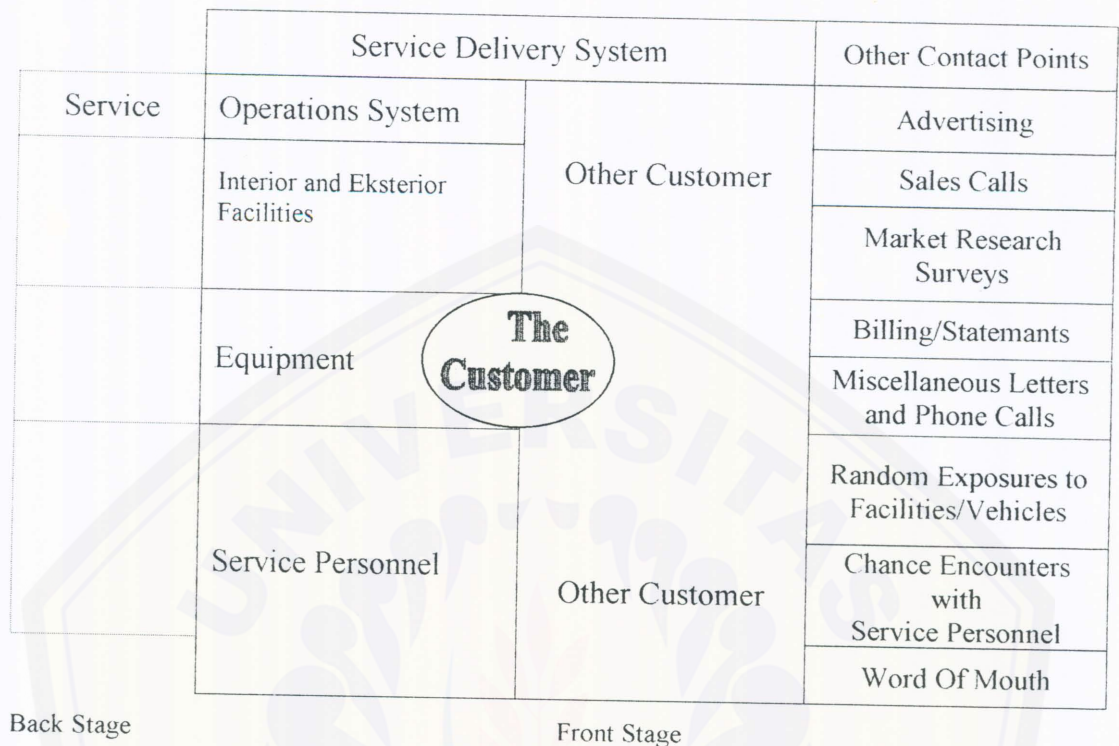 Service Delivery System
Other Contact Points
Service
Operations System
Other Customer
Advertising
Interior and Eksterior
Facilities
Sales Calls
Market Research
Surveys
Equipment
The
Customer
Billing/Statemants
Miscellaneous Letters
and Phone Calls
Service Personnel
Other Customer
Random Exposures to
Facilities/Vehicles
Chance Encounters
with
Service Personnel
Word Of Mouth
Back Stage
Front Stage
UNIVERSITAS